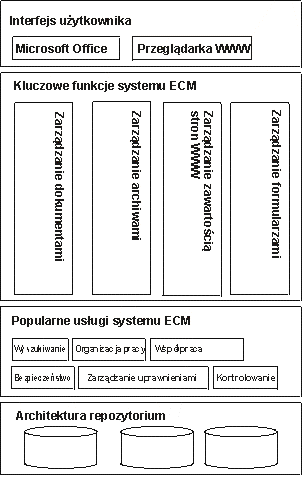 Interfejs użytkownika
Microsoft Office
Przeglądarka WWW
Kluczowe funkcje systemu ECM
Zarządzanie dokumentami
Zarządzanie archiwami
Zarządzanie zawartością
stron WWW
Zarządzanie formularzami
Popularne usługi systemu ECM
Wyszukiwanie
Organizacja pracy
Współpraca
Bezpieczeństwo
Zarządzanie uprawnieniami
Kontrolowanie
Architektura repozytorium